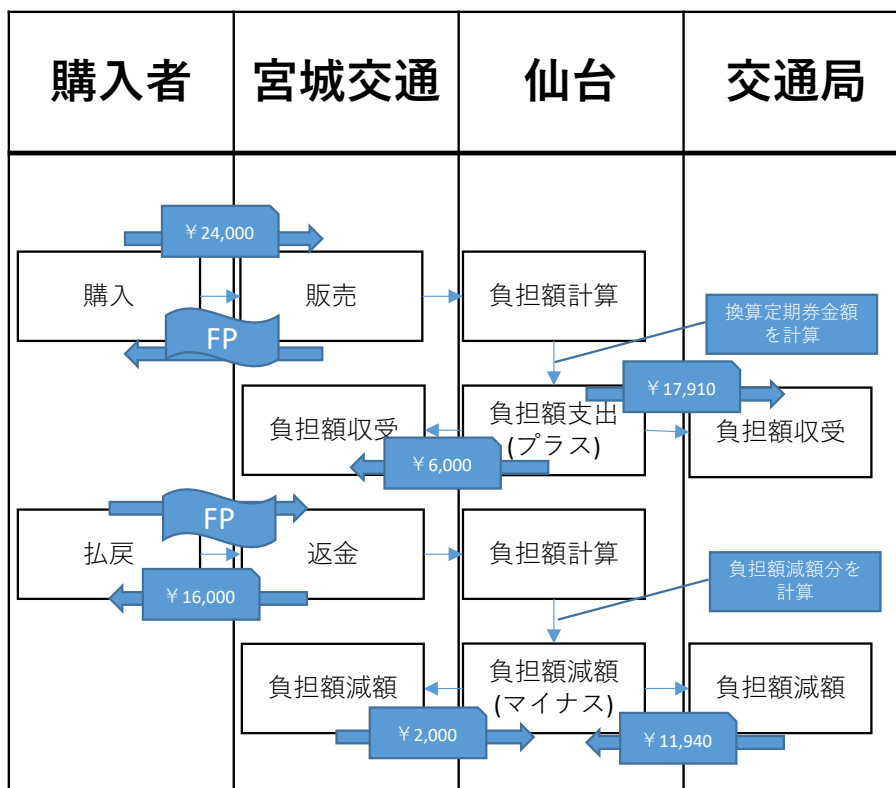 購入者
宮城交通
仙台
交通局
￥24,000
購入
販売
負担額計算
FP
換算定期券金額
を計算
￥17,910
負担額収受
負担額支出
(プラス)
負担額収受
￥6,000
FP
払戻
返金
負担額計算
￥16,000
負担額減額分を
計算
負担額減額
負担額減額
(マイナス)
負担額減額
￥2,000
￥11,940